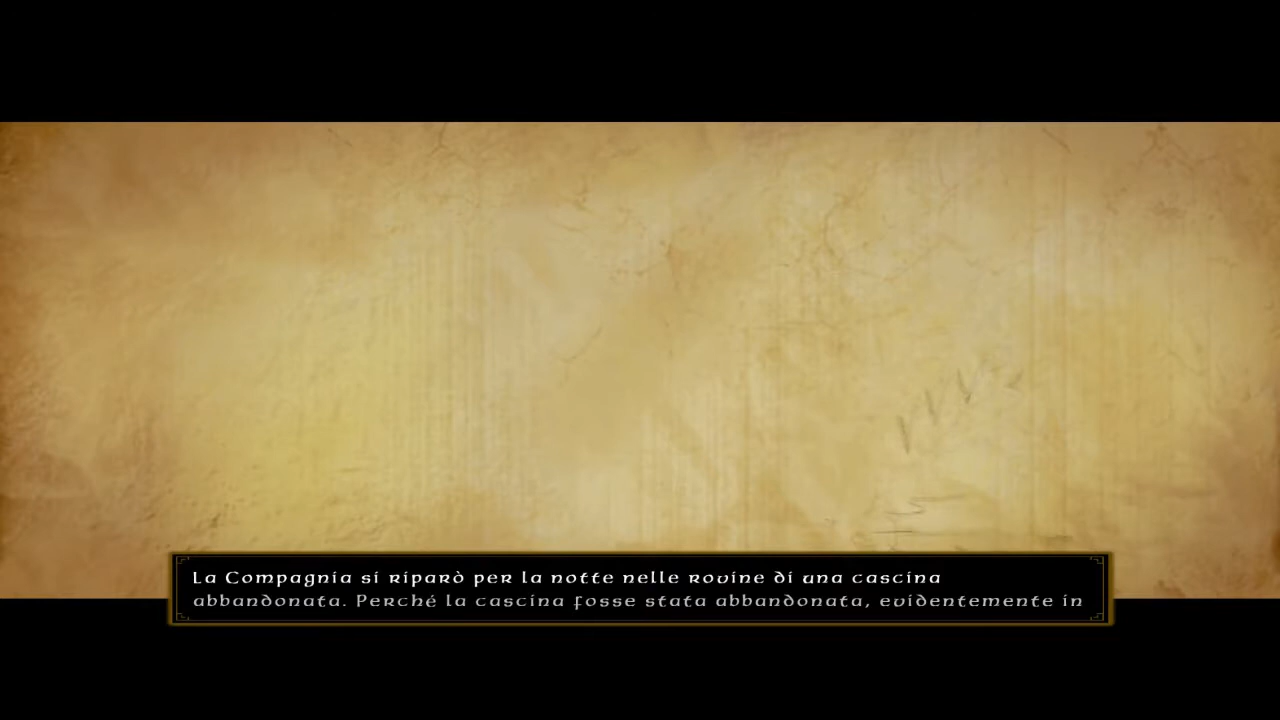 La Compagnia si riparò per la notte nelle rovine di una cascina
abbandonata. Perché la cascina fosse stata abbandonata, evidentemente in